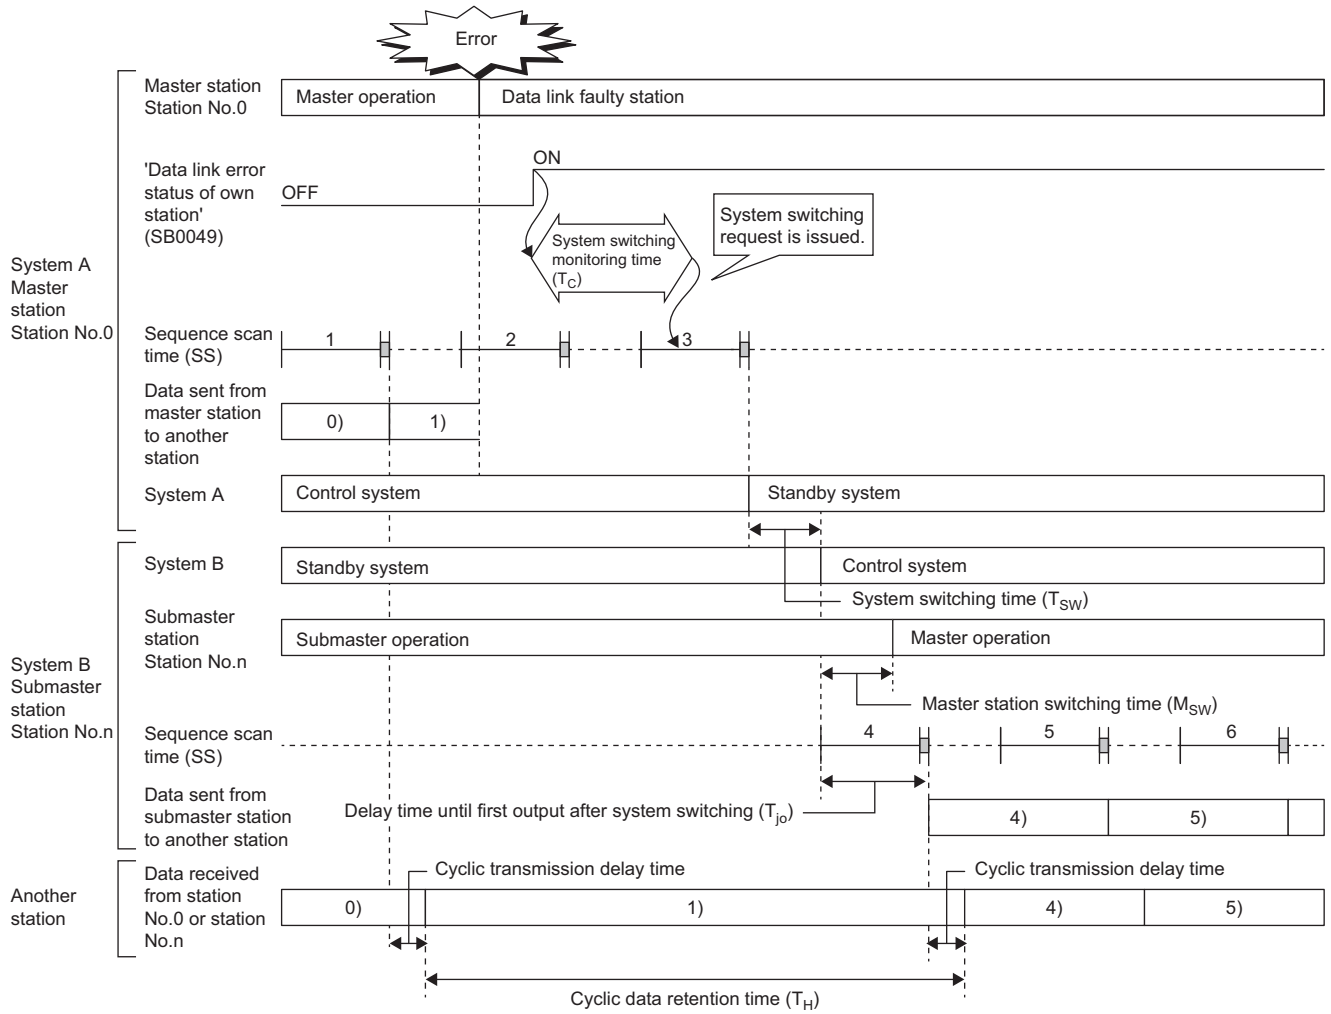 Error
System A
Master
station
Station No.0
Master station
Station No.0
Master operation
Data link faulty station
'Data link error
status of own
station'
(SB0049)
OFF
ON
System switching
monitoring time
(TC)
System switching
request is issued.
Sequence scan
time (SS)
1
2
3
Data sent from
master station
to another
station
0)
1)
System A
Control system
Standby system
System B
Submaster
station
Station No.n
System B
Standby system
Control system
System switching time (TSW)
Submaster
station
Station No.n
Submaster operation
Master operation
Master station switching time (MSW)
Sequence scan
time (SS)
4
5
6
Delay time until first output after system switching (Tjo)
Data sent from
submaster station
to another station
4)
5)
Another
station
Data received
from station
No.0 or station
No.n
Cyclic transmission delay time
Cyclic transmission delay time
0)
1)
4)
5)
Cyclic data retention time (TH)